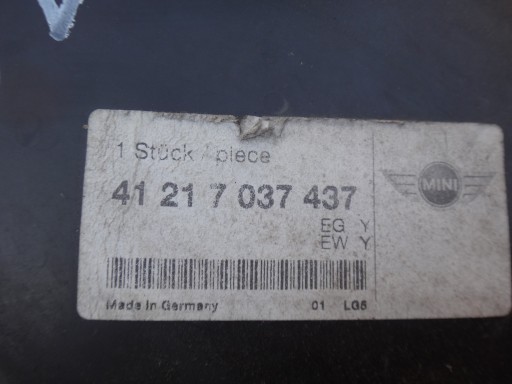 1 Stück / piece
41 21 7 037 437
MINI
EG Y
EW Y
Made in Germany 01 LG5